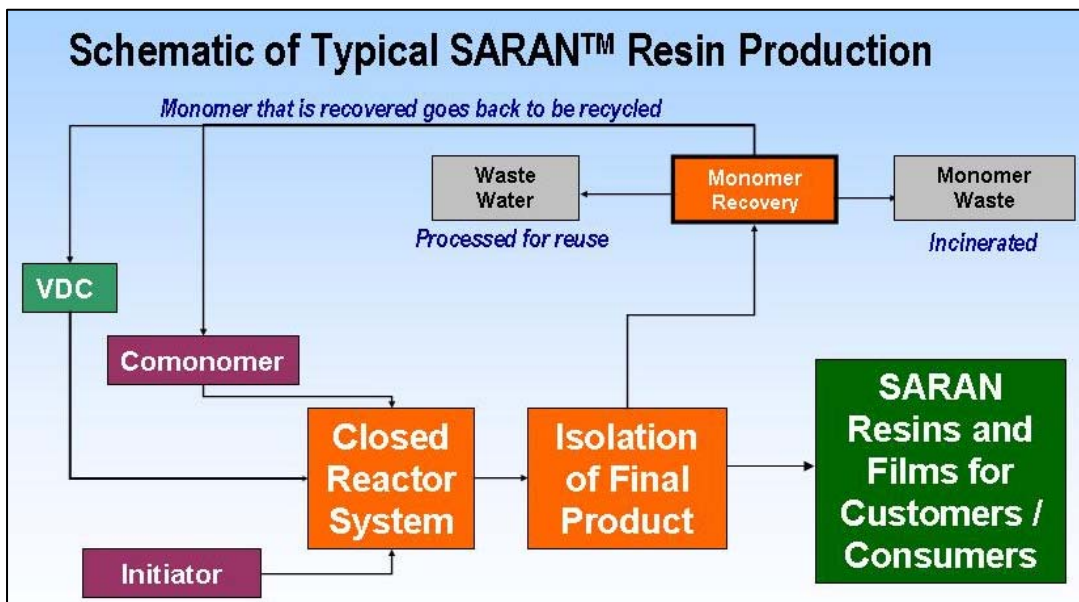 Schematic of Typical SARAN™ Resin Production
Monomer that is recovered goes back to be recycled
Waste
Water
Processed for reuse
Monomer
Recovery
Monomer
Waste
Incinerated
VDC
Comonomer
Closed
Reactor
System
Isolation
of Final
Product
SARAN
Resins and
Films for
Customers /
Consumers
Initiator